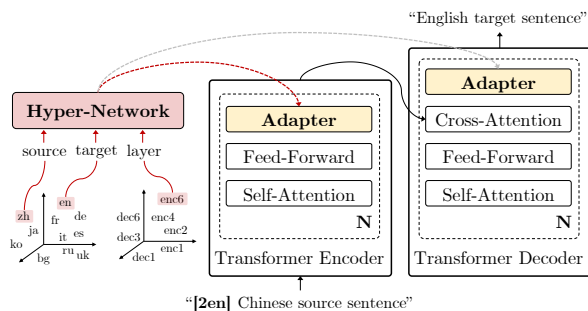 “English target sentence”
Hyper-Network
source target layer
zh en enc6
ja fr de es
ko it ru uk
bg
dec6 enc4
dec3 enc2
dec1 enc1
Adapter
Feed-Forward
Self-Attention
N
Transformer Encoder
“[2en] Chinese source sentence”
Adapter
Cross-Attention
Feed-Forward
Self-Attention
N
Transformer Decoder